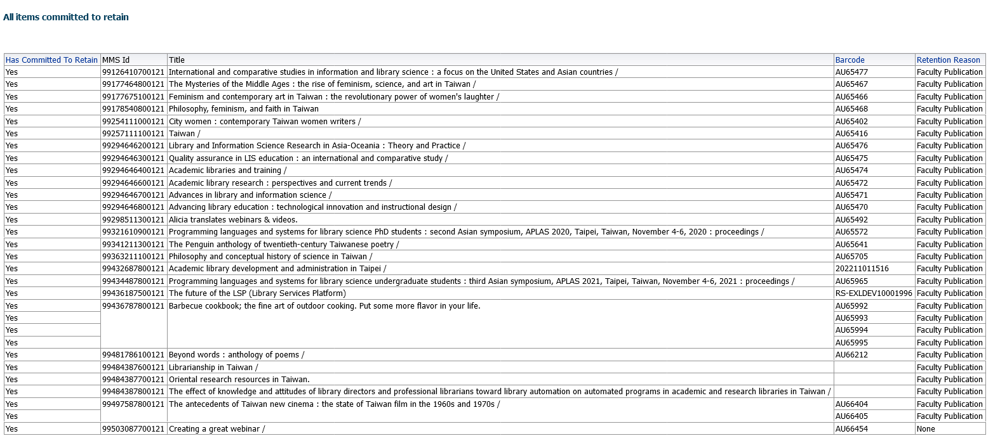 All items committed to retain
Has Committed To Retain MMS Id Title Barcode Retention Reason
Yes 99126410700121 International and comparative studies in information and library science : a focus on the United States and Asian countries / AU65477 Faculty Publication
Yes 99177464800121 The Mysteries of the Middle Ages : the rise of feminism, science, and art in Taiwan / AU65467 Faculty Publication
Yes 99177675100121 Feminism and contemporary art in Taiwan : the revolutionary power of women's laughter / AU65466 Faculty Publication
Yes 99178540800121 Philosophy, feminism, and faith in Taiwan AU65468 Faculty Publication
Yes 99254111000121 City women : contemporary Taiwan women writers / AU65402 Faculty Publication
Yes 99257111100121 Taiwan / AU65416 Faculty Publication
Yes 99294646200121 Library and Information Science Research in Asia-Oceania : Theory and Practice / AU65476 Faculty Publication
Yes 99294646300121 Quality assurance in LIS education : an international and comparative study / AU65475 Faculty Publication
Yes 99294646400121 Academic libraries and training / AU65474 Faculty Publication
Yes 99294646600121 Academic library research : perspectives and current trends / AU65472 Faculty Publication
Yes 99294646700121 Advances in library and information science / AU65471 Faculty Publication
Yes 99294646800121 Advancing library education : technological innovation and instructional design / AU65470 Faculty Publication
Yes 99298511300121 Alicia translates webinars & videos. AU65492 Faculty Publication
Yes 99321610900121 Programming languages and systems for library science PhD students : second Asian symposium, APLAS 2020, Taipei, Taiwan, November 4-6, 2020 : proceedings / AU65572 Faculty Publication
Yes 99341211300121 The Penguin anthology of twentieth-century Taiwanese poetry / AU65641 Faculty Publication
Yes 99363211100121 Philosophy and conceptual history of science in Taiwan / AU65705 Faculty Publication
Yes 99432687800121 Academic library development and administration in Taipei / 202211011516 Faculty Publication
Yes 99434487800121 Programming languages and systems for library science undergraduate students : third Asian symposium, APLAS 2021, Taipei, Taiwan, November 4-6, 2021 : proceedings / AU65965 Faculty Publication
Yes 99436187500121 The future of the LSP (Library Services Platform) RS-EXLDEV10001996 Faculty Publication
Yes 99436787800121 Barbecue cookbook; the fine art of outdoor cooking. Put some more flavor in your life. AU65992 Faculty Publication
Yes AU65993 Faculty Publication
Yes AU65994 Faculty Publication
Yes AU65995 Faculty Publication
Yes 99481786100121 Beyond words : anthology of poems / AU66212 Faculty Publication
Yes 99484387600121 Librarianship in Taiwan / Faculty Publication
Yes 99484387700121 Oriental research resources in Taiwan. Faculty Publication
Yes 99484387800121 The effect of knowledge and attitudes of library directors and professional librarians toward library automation on automated programs in academic and research libraries in Taiwan / Faculty Publication
Yes 99497587800121 The antecedents of Taiwan new cinema : the state of Taiwan film in the 1960s and 1970s / AU66404 Faculty Publication
Yes AU66405 Faculty Publication
Yes 99503087700121 Creating a great webinar / AU66454 None